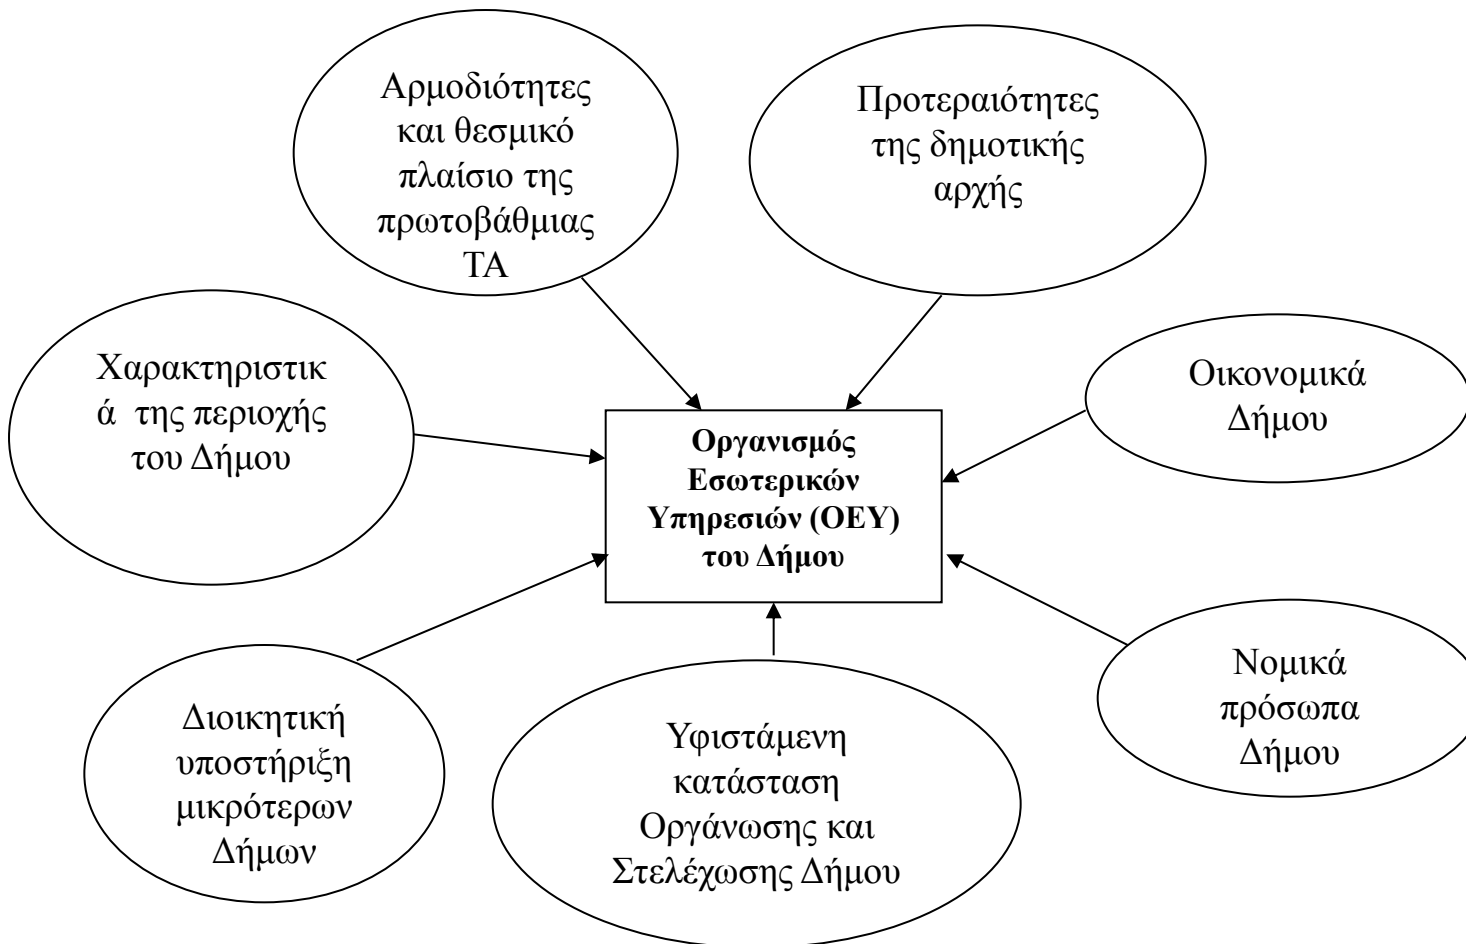 Αρμοδιότητες
και θεσμικό
πλαίσιο της
πρωτοβάθμιας
ΤΑ
Προτεραιότητες
της δημοτικής
αρχής
Χαρακτηριστικ
ά  της περιοχής
του Δήμου
Οικονομικά
Δήμου
Οργανισμός
Εσωτερικών
Υπηρεσιών (ΟΕΥ)
του Δήμου
Διοικητική
υποστήριξη
μικρότερων
Δήμων
Υφιστάμενη
κατάσταση
Οργάνωσης και
Στελέχωσης Δήμου
Νομικά
πρόσωπα
Δήμου